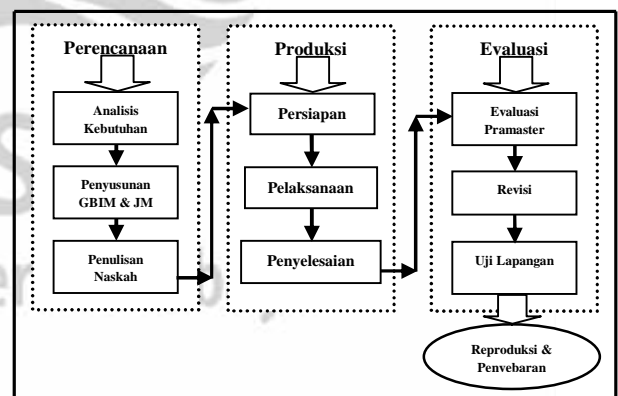 Perencanaan
Analisis
Kebutuhan
Penyusunan
GBIM & JM
Penulisan
Naskah
Produksi
Persiapan
Pelaksanaan
Penyelesaian
Evaluasi
Evaluasi
Pramaster
Revisi
Uji Lapangan
Reproduksi &
Penvebaran